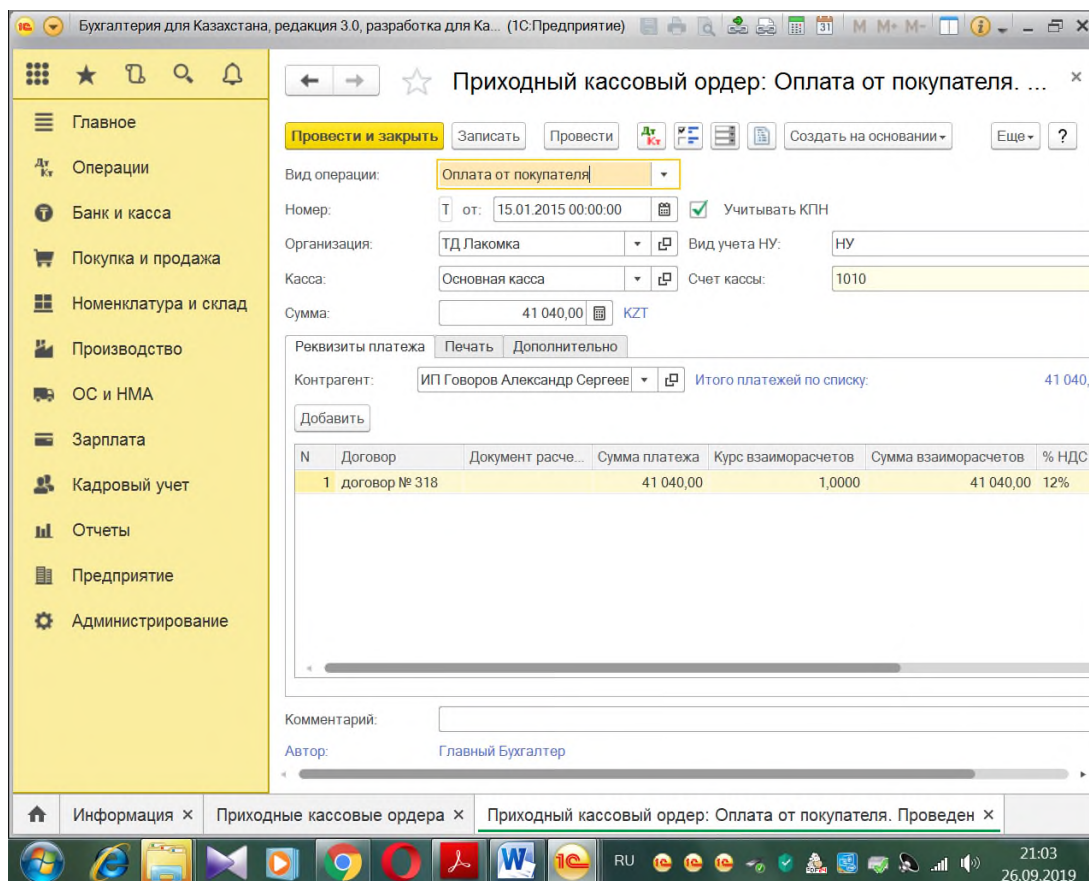 Бухгалтерия для Казахстана, редакция 3.0, разработка для Ка... (1С:Предприятие) M M+ M-
Приходный кассовый ордер: Оплата от покупателя. ...
Главное
Операции
Банк и касса
Покупка и продажа
Номенклатура и склад
Производство
ОС и НМА
Зарплата
Кадровый учет
Отчеты
Предприятие
Администрирование
Провести и закрыть Записать Провести Дт Кт Создать на основании Еще ?
Вид операции: Оплата от покупателя
Номер: Т от: 15.01.2015 00:00:00 Учитывать КПН
Организация: ТД Лакомка Вид учета НУ: НУ
Касса: Основная касса Счет кассы: 1010
Сумма: 41 040,00 KZT
Реквизиты платежа Печать Дополнительно
Контрагент: ИП Говоров Александр Сергеев Итого платежей по списку: 41 040,
Добавить
N Договор Документ расче... Сумма платежа Курс взаиморасчетов Сумма взаиморасчетов % НДС
1 договор № 318 41 040,00 1,0000 41 040,00 12%
Комментарий:
Автор: Главный Бухгалтер
Информация × Приходные кассовые ордера × Приходный кассовый ордер: Оплата от покупателя. Проведен ×
RU 21:03
26.09.2019